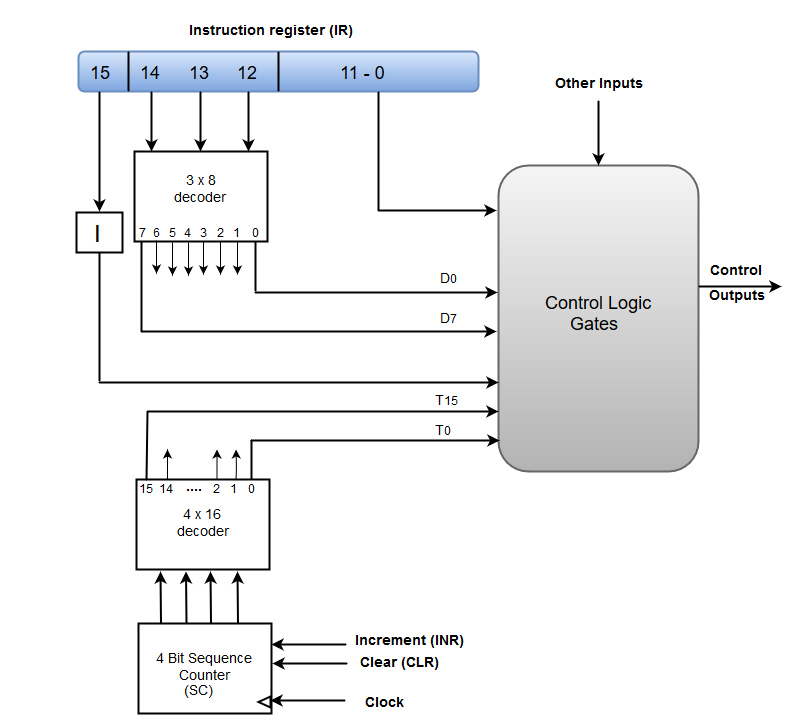 Instruction register (IR)
15 14 13 12 11 - 0
Other Inputs
3 x 8
decoder
7 6 5 4 3 2 1 0
I
D0
D7
Control Logic
Gates
Control
Outputs
T15
T0
15 14 .... 2 1 0
4 x 16
decoder
4 Bit Sequence
Counter
(SC)
Increment (INR)
Clear (CLR)
Clock